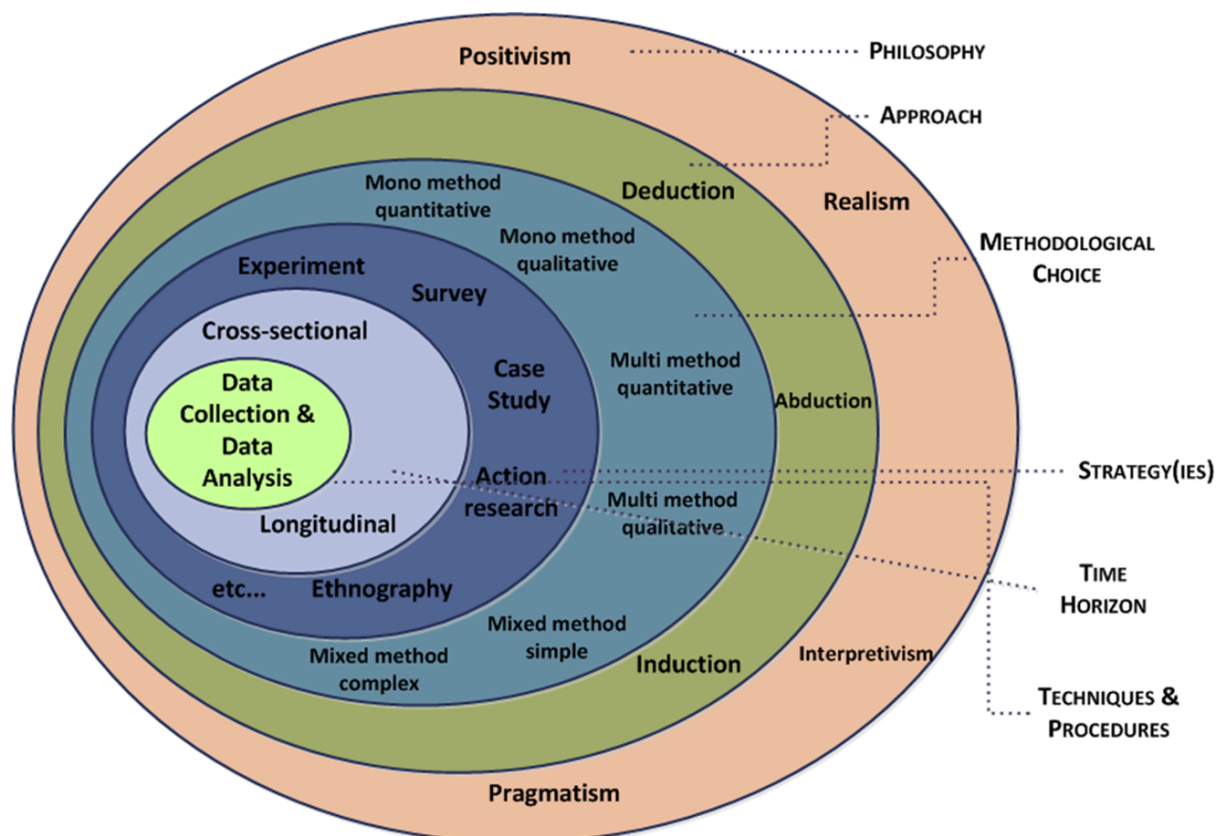 Positivism
PHILOSOPHY
APPROACH
Deduction
Realism
Mono method
quantitative
Mono method
qualitative
METHODOLOGICAL
CHOICE
Experiment
Survey
Cross-sectional
Multi method
quantitative
Case
Study
Abduction
Data
Collection &
Data
Analysis
Action
research
STRATEGY(IES)
Multi method
qualitative
Longitudinal
etc...
Ethnography
TIME
HORIZON
Mixed method
simple
Mixed method
complex
Induction
Interpretivism
TECHNIQUES &
PROCEDURES
Pragmatism